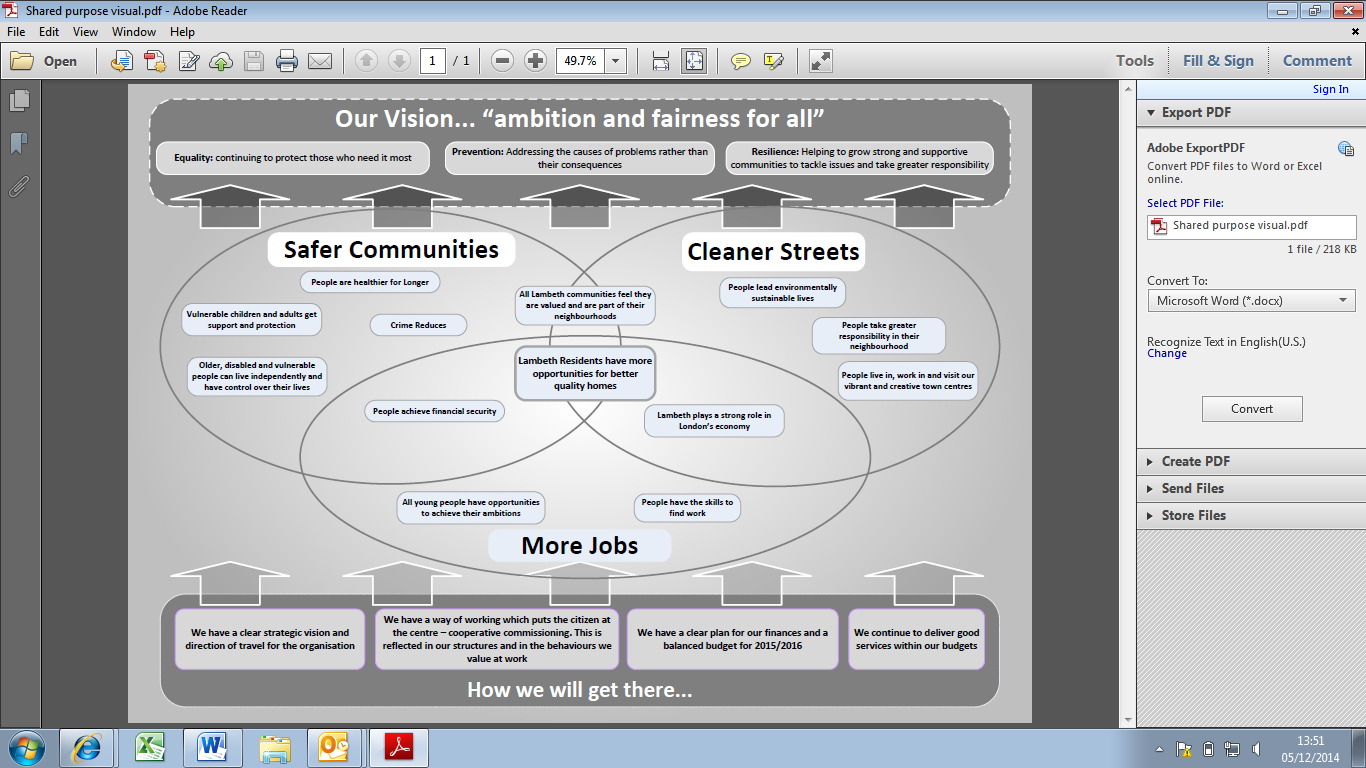 Shared purpose visual.pdf - Adobe Reader
File Edit View Window Help
Open
1 / 1
49.7%
Tools Fill & Sign Comment
Our Vision... “ambition and fairness for all”
Equality: continuing to protect those who need it most
Prevention: Addressing the causes of problems rather than
their consequences
Resilience: Helping to grow strong and supportive
communities to tackle issues and take greater responsibility
Safer Communities
Cleaner Streets
People are healthier for Longer
Vulnerable children and adults get
support and protection
Crime Reduces
Older, disabled and vulnerable
people can live independently and
have control over their lives
All Lambeth communities feel they
are valued and are part of their
neighbourhoods
People lead environmentally
sustainable lives
People take greater
responsibility in their
neighbourhood
People live in, work in and visit our
vibrant and creative town centres
Lambeth Residents have more
opportunities for better
quality homes
People achieve financial security
Lambeth plays a strong role in
London’s economy
All young people have opportunities
to achieve their ambitions
People have the skills to
find work
More Jobs
We have a clear strategic vision and
direction of travel for the organisation
We have a way of working which puts the citizen at
the centre – cooperative commissioning. This is
reflected in our structures and in the behaviours we
value at work
We have a clear plan for our finances and a
balanced budget for 2015/2016
We continue to deliver good
services within our budgets
How we will get there...
Sign In
Export PDF
Adobe ExportPDF
Convert PDF files to Word or Excel
online.
Select PDF File:
Shared purpose visual.pdf
1 file / 218 KB
Convert To:
Microsoft Word (*.docx)
Recognize Text in English(U.S.)
Change
Convert
Create PDF
Send Files
Store Files
13:51
05/12/2014